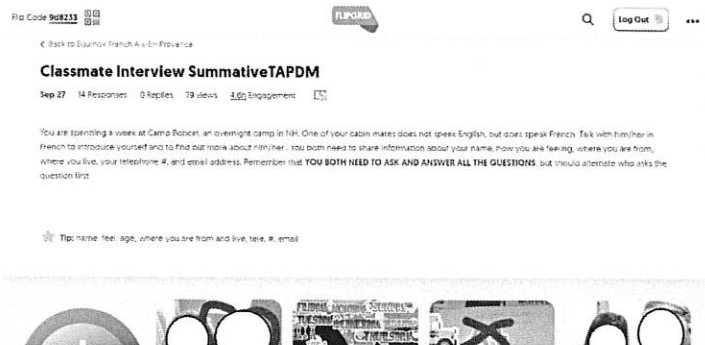 Flip Code 9d8233
FLIPGRID
Log Out
Back to Equinox French Aix-En-Provence
Classmate Interview SummativeTAPDM
Sep 27 14 Responses 0 Replies 79 views 4.6h Engagement
You are spending a week at Camp Bobcat, an overnight camp in NH. One of your cabin mates does not speak English, but does speak French. Talk with him/her in
French to introduce yourself and to find out more about him/her. You both need to share information about your name, how you are feeling, where you are from,
where you live, your telephone #, and email address. Remember that YOU BOTH NEED TO ASK AND ANSWER ALL THE QUESTIONS, but should alternate who asks the
question first
Tip: name, feel, age, where you are from and live, tele. #, email